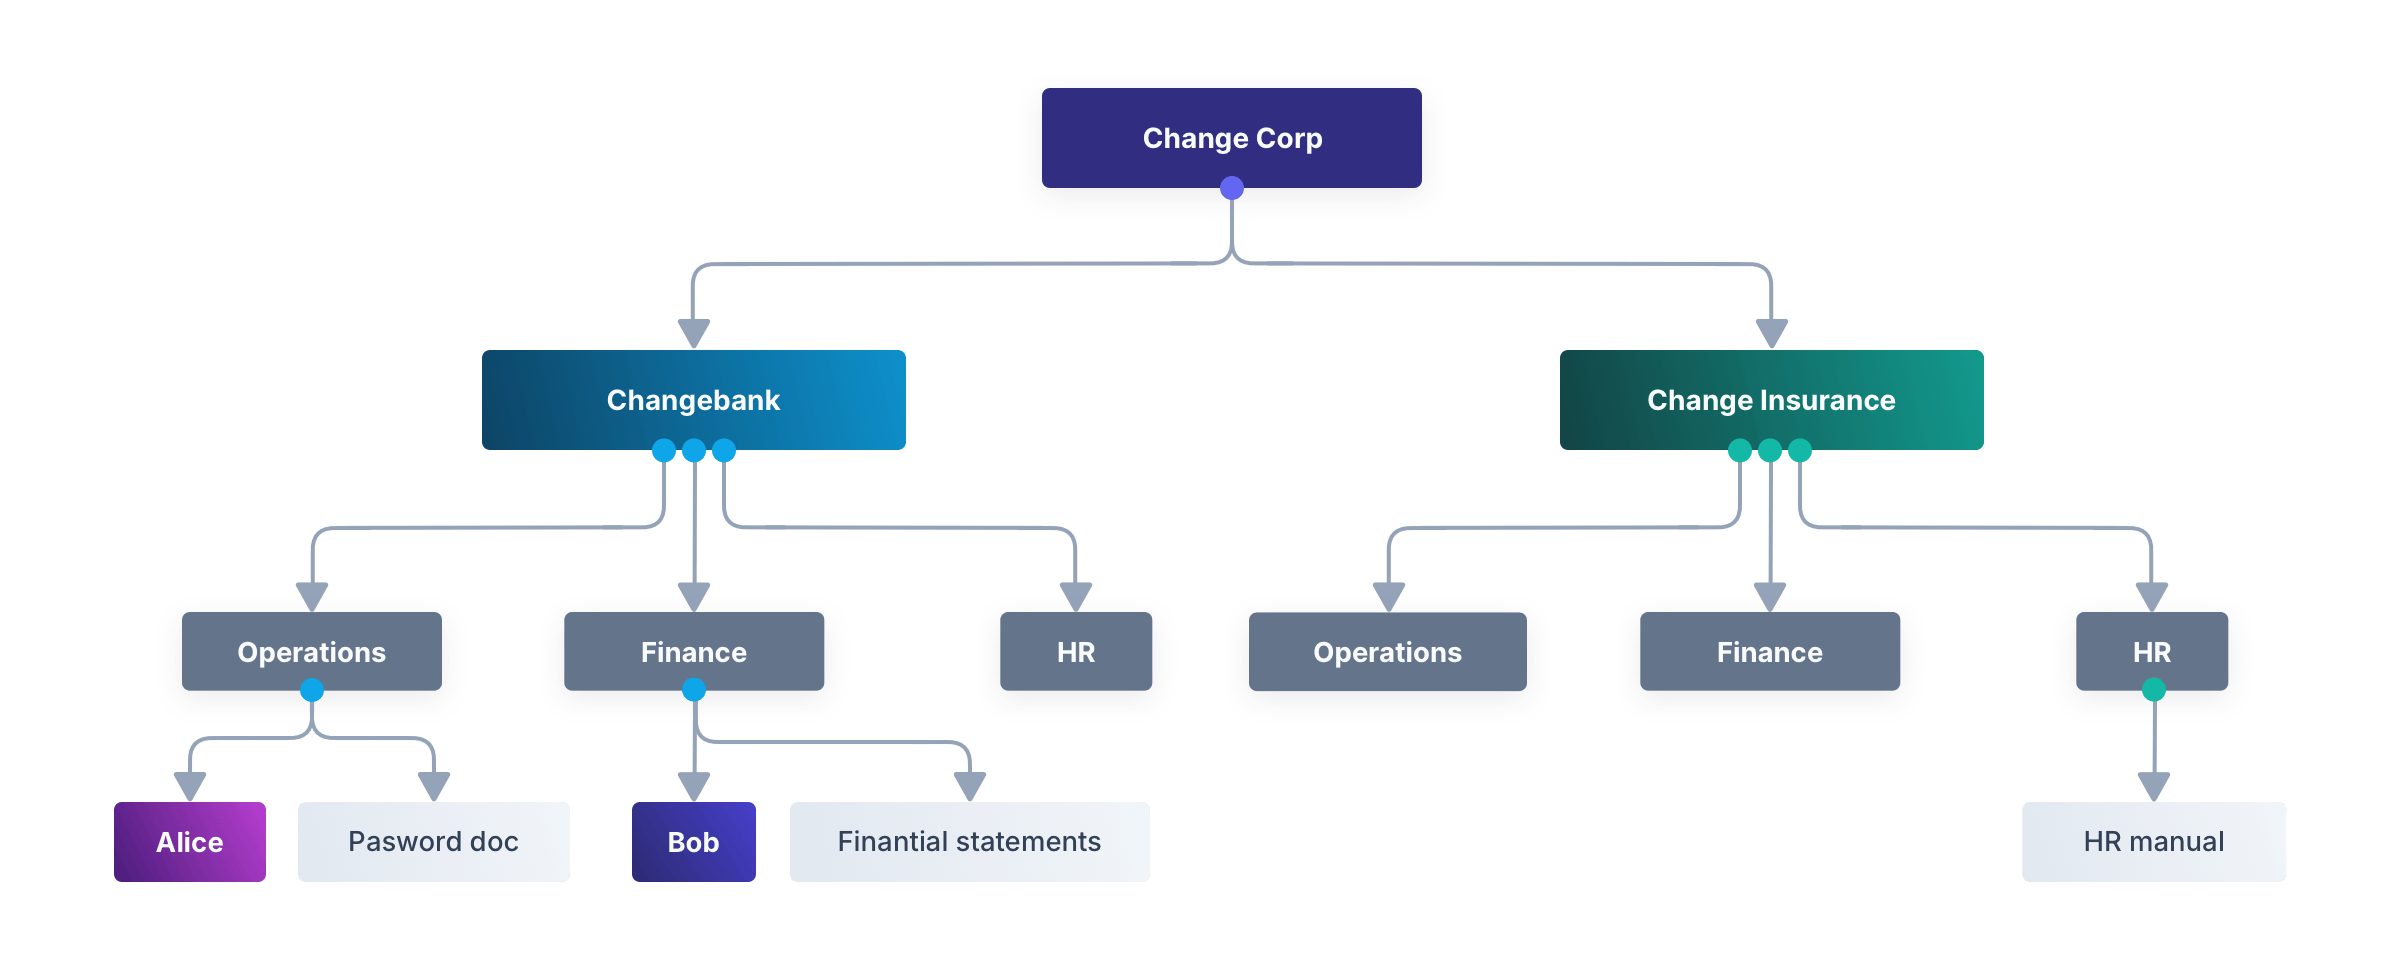 Change Corp
Changebank
Change Insurance
Operations
Finance
HR
Operations
Finance
HR
Alice
Pasword doc
Bob
Finantial statements
HR manual